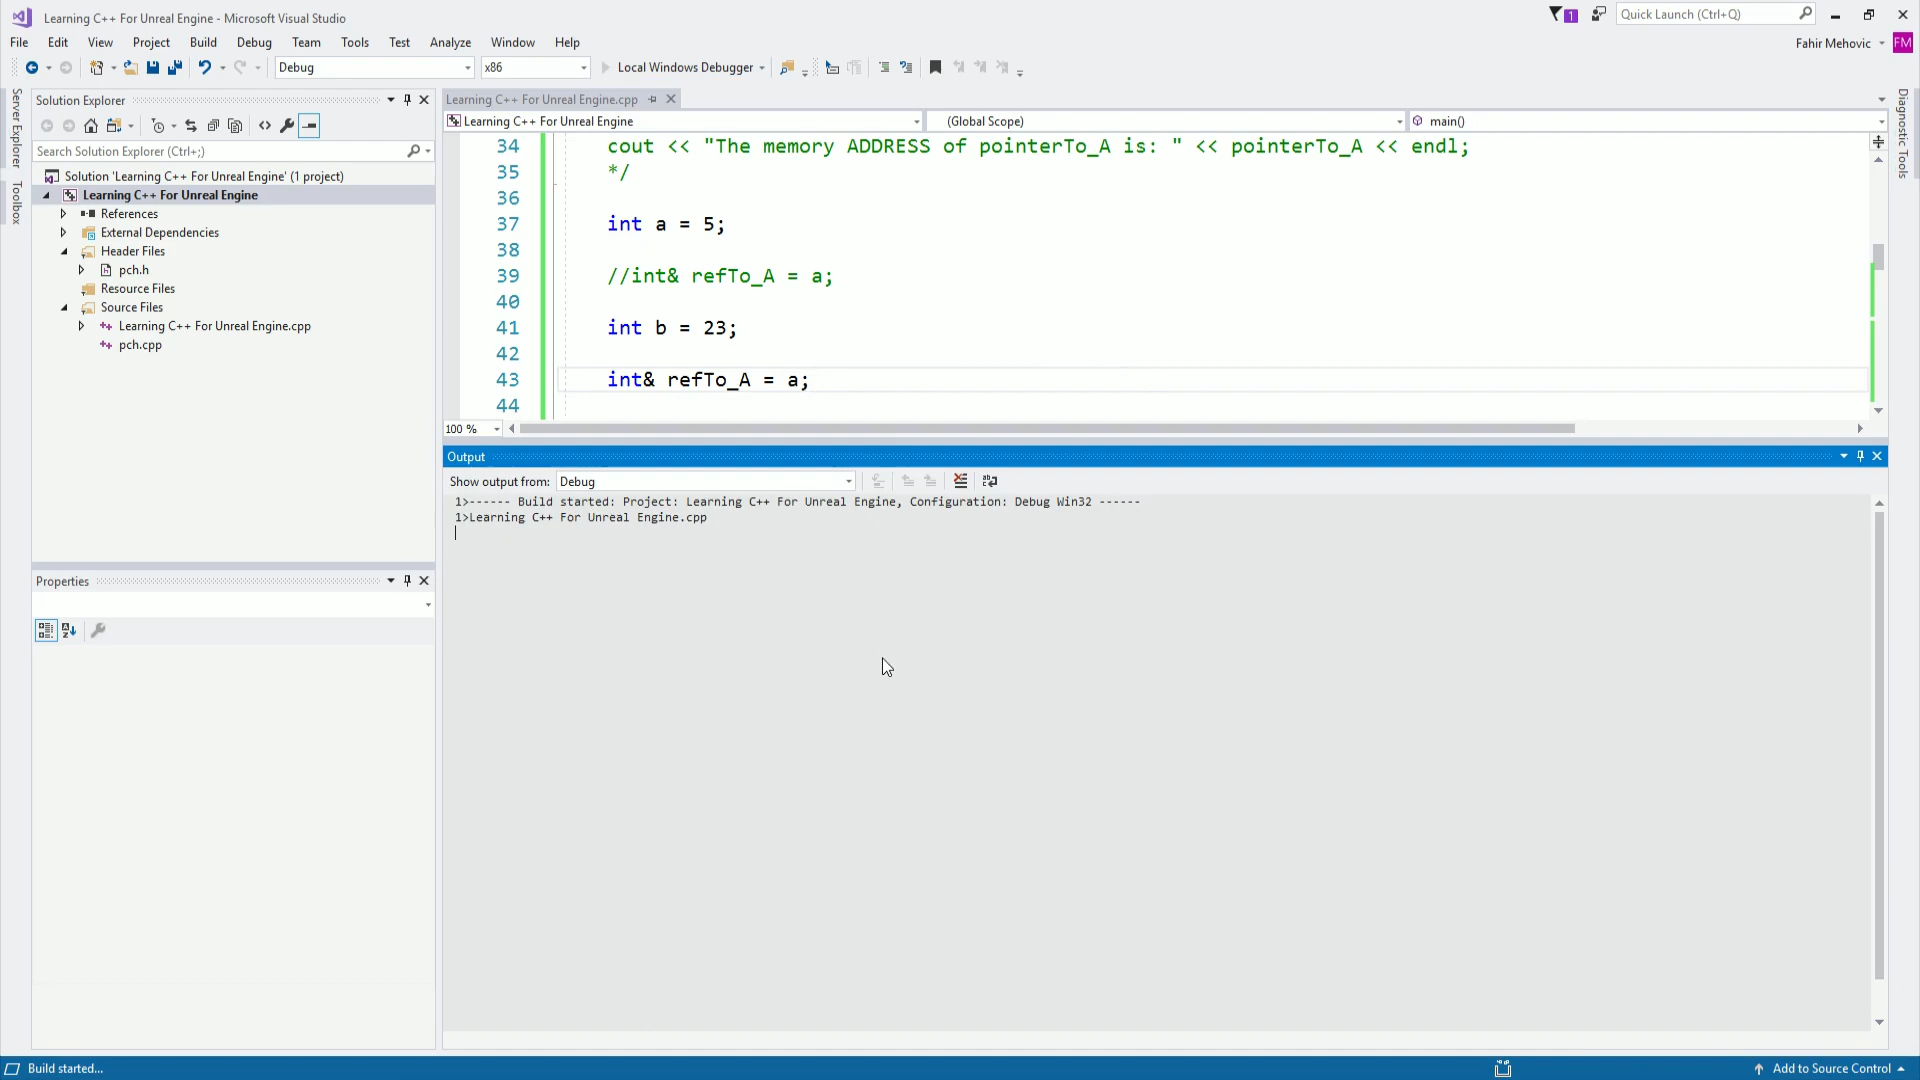 Learning C++ For Unreal Engine - Microsoft Visual Studio
1
Quick Launch (Ctrl+Q)
File Edit View Project Build Debug Team Tools Test Analyze Window Help
Fahir Mehovic
FM
Debug
x86
Local Windows Debugger
Server Explorer
Toolbox
Solution Explorer
Search Solution Explorer (Ctrl+;)
Solution 'Learning C++ For Unreal Engine' (1 project)
Learning C++ For Unreal Engine
References
External Dependencies
Header Files
pch.h
Resource Files
Source Files
Learning C++ For Unreal Engine.cpp
pch.cpp
Properties
Learning C++ For Unreal Engine.cpp
Learning C++ For Unreal Engine
(Global Scope)
main()
34 cout << "The memory ADDRESS of pointerTo_A is: " << pointerTo_A << endl;
35 */
36
37 int a = 5;
38
39 //int& refTo_A = a;
40
41 int b = 23;
42
43 int& refTo_A = a;
44
100 %
Output
Show output from: Debug
1>------ Build started: Project: Learning C++ For Unreal Engine, Configuration: Debug Win32 ------
1>Learning C++ For Unreal Engine.cpp
Diagnostic Tools
Build started...
Add to Source Control